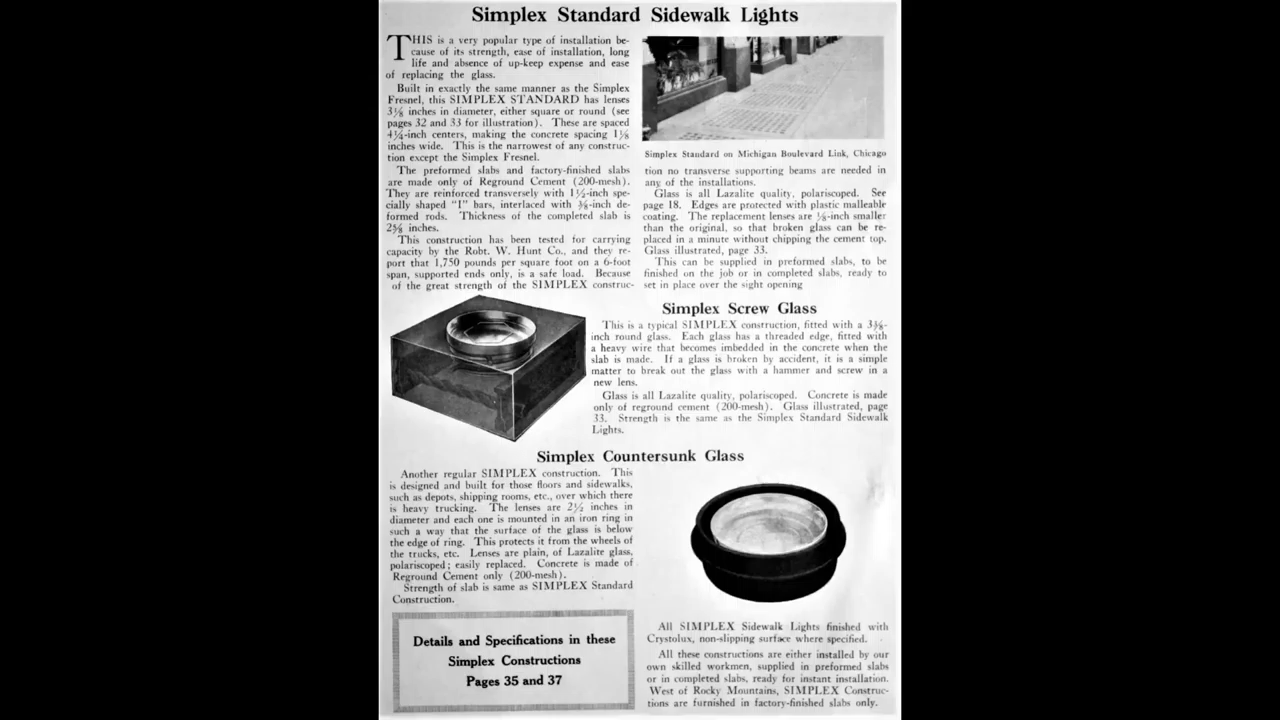 Simplex Standard Sidewalk Lights
THIS is a very popular type of installation be-
cause of its strength, ease of installation, long
life and absence of up-keep expense and ease
of replacing the glass.
Built in exactly the same manner as the Simplex
Fresnel, this SIMPLEX STANDARD has lenses
3⅛ inches in diameter, either square or round (see
pages 32 and 33 for illustration). These are spaced
4¼-inch centers, making the concrete spacing 1⅛
inches wide. This is the narrowest of any construc-
tion except the Simplex Fresnel.
The preformed slabs and factory-finished slabs
are made only of Reground Cement (200-mesh).
They are reinforced transversely with 1½-inch spe-
cially shaped "I" bars, interlaced with ⅜-inch de-
formed rods. Thickness of the completed slab is
2⅝ inches.
This construction has been tested for carrying
capacity by the Robt. W. Hunt Co., and they re-
port that 1,750 pounds per square foot on a 6-foot
span, supported ends only, is a safe load. Because
of the great strength of the SIMPLEX construc-
Simplex Standard on Michigan Boulevard Link, Chicago
tion no transverse supporting beams are needed in
any of the installations.
Glass is all Lazalite quality, polariscoped. See
page 18. Edges are protected with plastic malleable
coating. The replacement lenses are ⅛-inch smaller
than the original, so that broken glass can be re-
placed in a minute without chipping the cement top.
Glass illustrated, page 33.
This can be supplied in preformed slabs, to be
finished on the job or in completed slabs, ready to
set in place over the sight opening
Simplex Screw Glass
This is a typical SIMPLEX construction, fitted with a 3⅜-
inch round glass. Each glass has a threaded edge, fitted with
a heavy wire that becomes imbedded in the concrete when the
slab is made. If a glass is broken by accident, it is a simple
matter to break out the glass with a hammer and screw in a
new lens.
Glass is all Lazalite quality, polariscoped. Concrete is made
only of reground cement (200-mesh). Glass illustrated, page
33. Strength is the same as the Simplex Standard Sidewalk
Lights.
Simplex Countersunk Glass
Another regular SIMPLEX construction. This
is designed and built for those floors and sidewalks,
such as depots, shipping rooms, etc., over which there
is heavy trucking. The lenses are 2½ inches in
diameter and each one is mounted in an iron ring in
such a way that the surface of the glass is below
the edge of ring. This protects it from the wheels of
the trucks, etc. Lenses are plain, of Lazalite glass,
polariscoped; easily replaced. Concrete is made of
Reground Cement only (200-mesh).
Strength of slab is same as SIMPLEX Standard
Construction.
Details and Specifications in these
Simplex Constructions
Pages 35 and 37
All SIMPLEX Sidewalk Lights finished with
Crystolux, non-slipping surface where specified.
All these constructions are either installed by our
own skilled workmen, supplied in preformed slabs
or in completed slabs, ready for instant installation.
West of Rocky Mountains, SIMPLEX Construc-
tions are furnished in factory-finished slabs only.